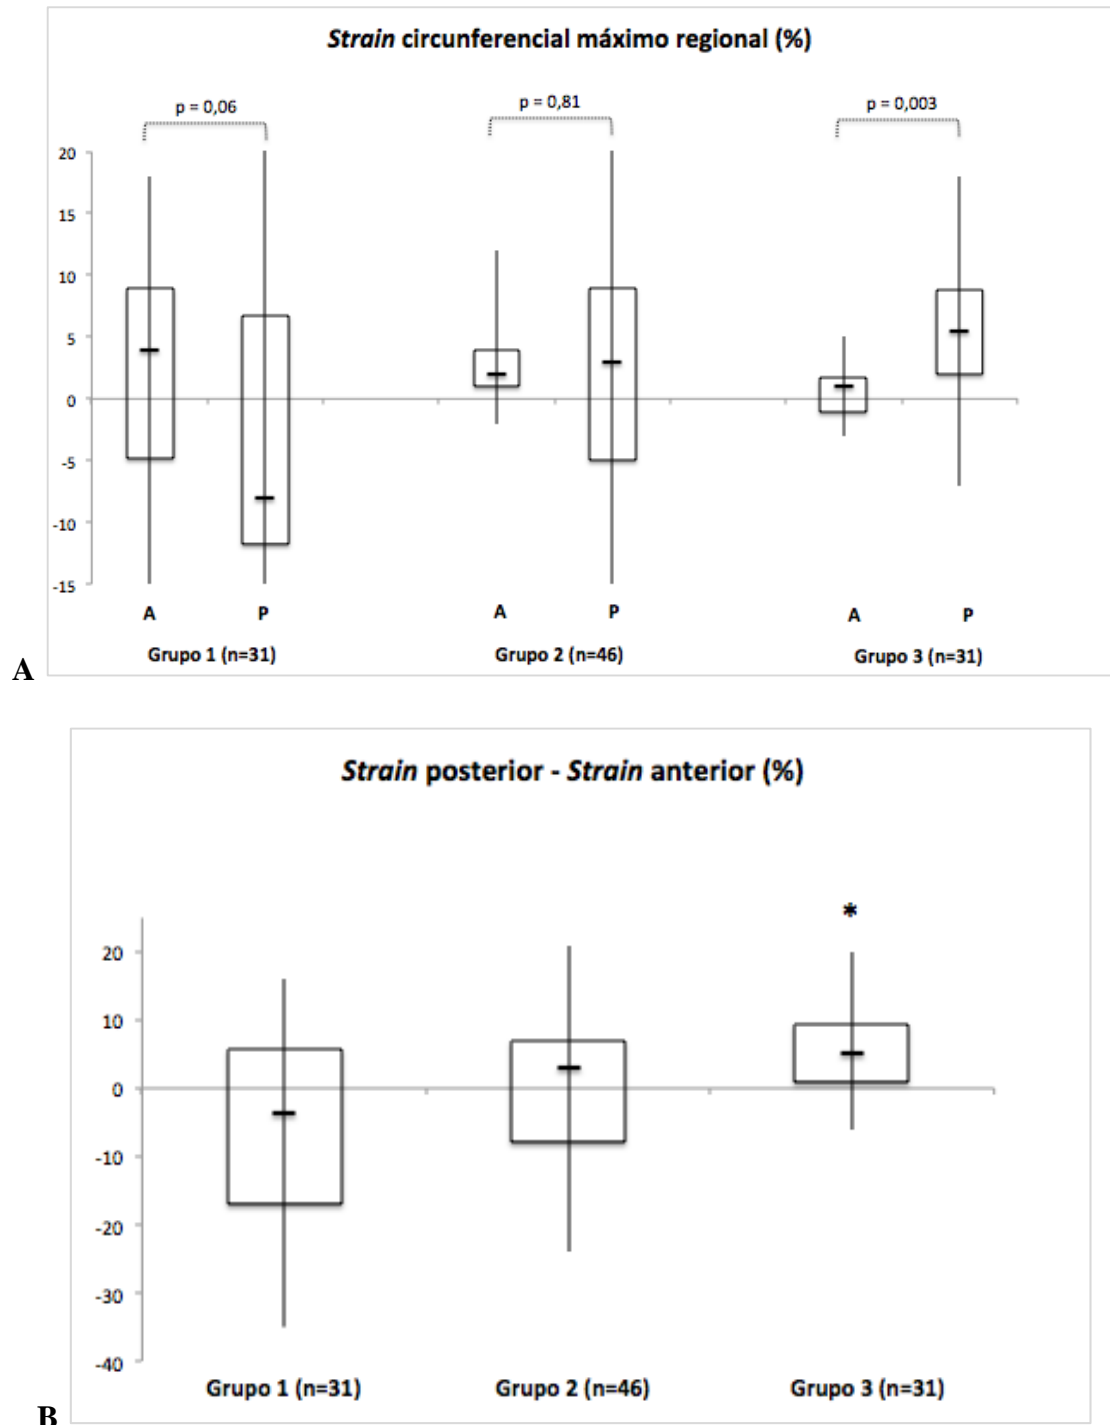 Strain circunferencial máximo regional (%)
p = 0,06
p = 0,81
p = 0,003
20
15
10
5
0
-5
-10
-15
A P A P A P
Grupo 1 (n=31) Grupo 2 (n=46) Grupo 3 (n=31)
A
Strain posterior - Strain anterior (%)
*
20
10
0
-10
-20
-30
-40
Grupo 1 (n=31) Grupo 2 (n=46) Grupo 3 (n=31)
B